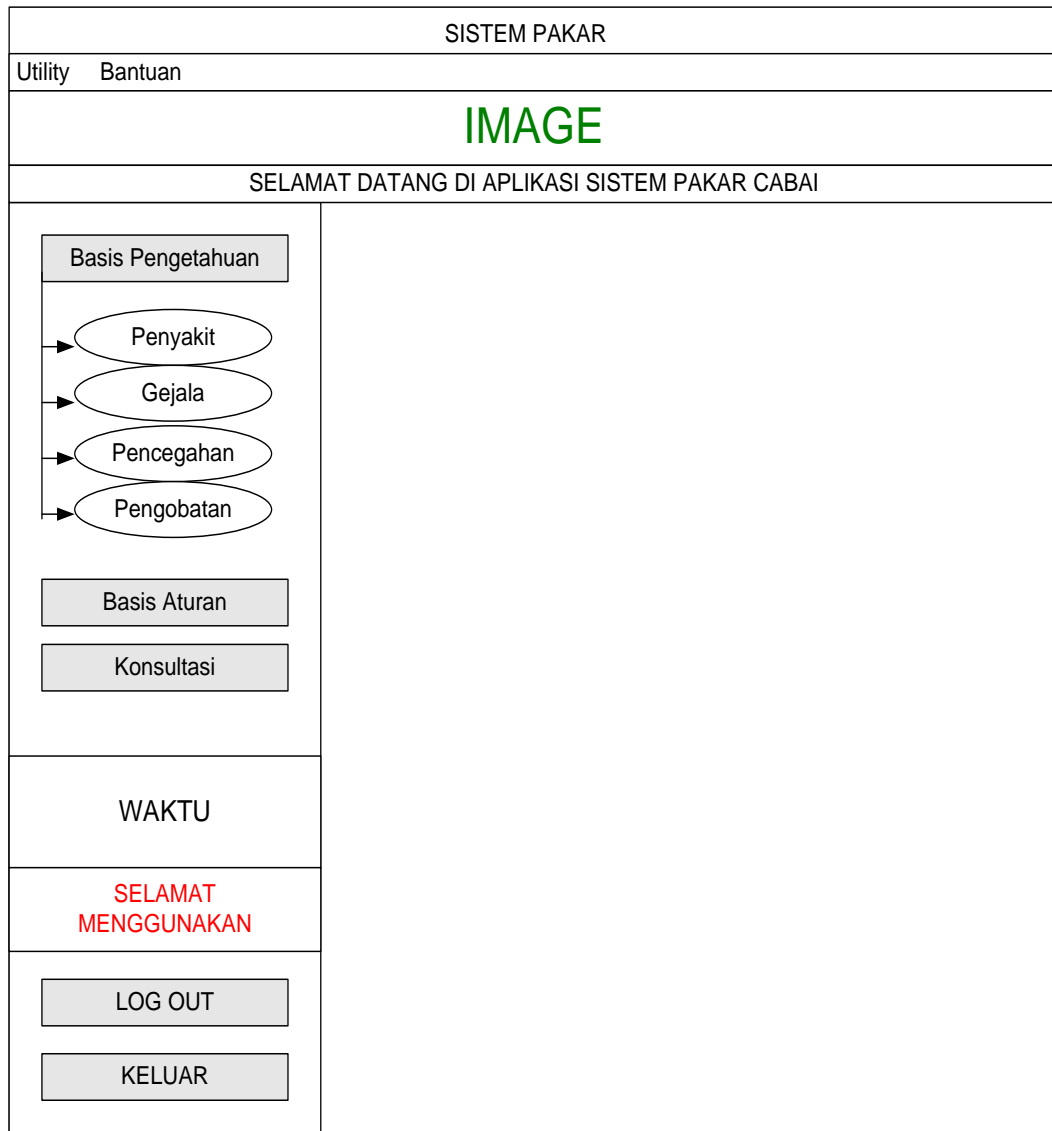 SISTEM PAKAR
Utility Bantuan
IMAGE
SELAMAT DATANG DI APLIKASI SISTEM PAKAR CABAI
Basis Pengetahuan
Penyakit
Gejala
Pencegahan
Pengobatan
Basis Aturan
Konsultasi
WAKTU
SELAMAT
MENGGUNAKAN
LOG OUT
KELUAR